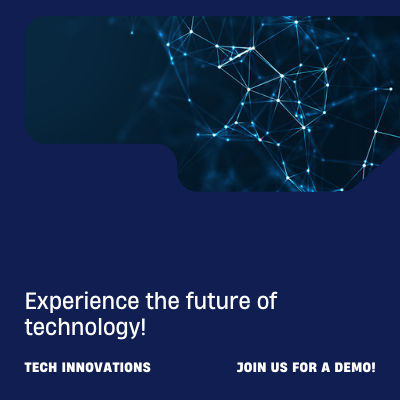 Experience the future of
technology!
TECH INNOVATIONS
JOIN US FOR A DEMO!